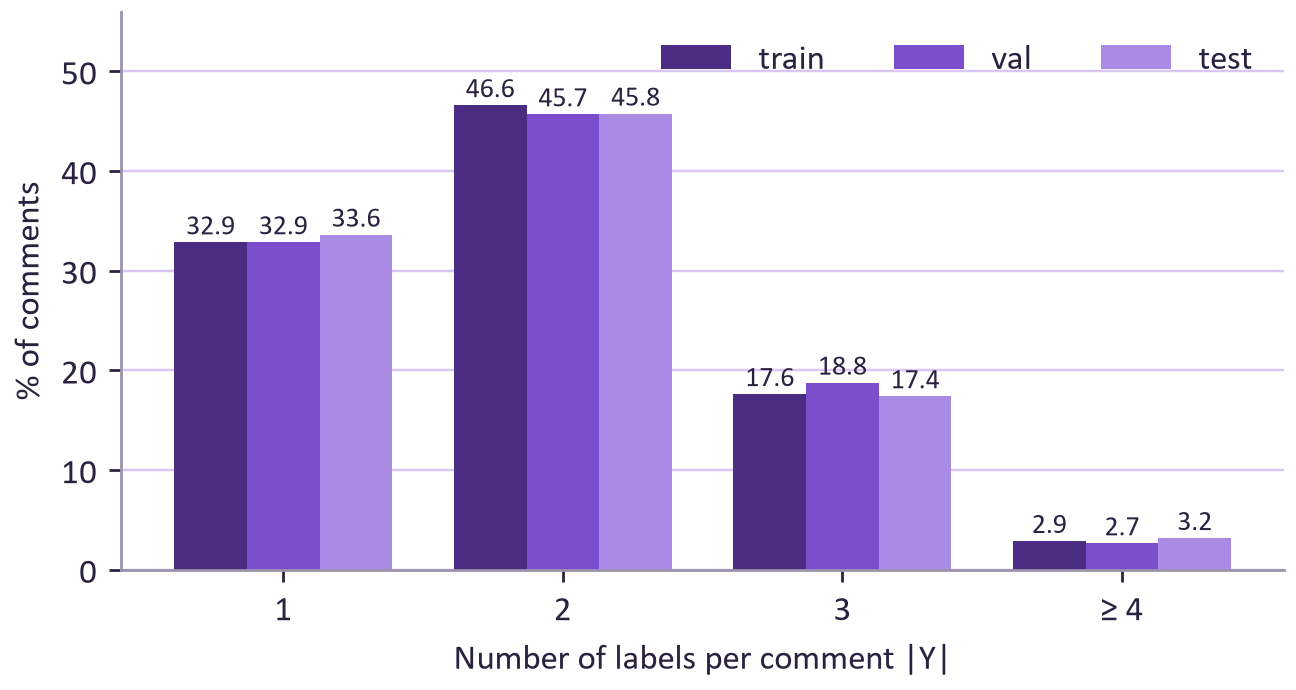 train val test
50
40
30
20
10
0
% of comments
32.9 32.9 33.6
46.6 45.7 45.8
17.6 18.8 17.4
2.9 2.7 3.2
1 2 3 ≥ 4
Number of labels per comment |Y|